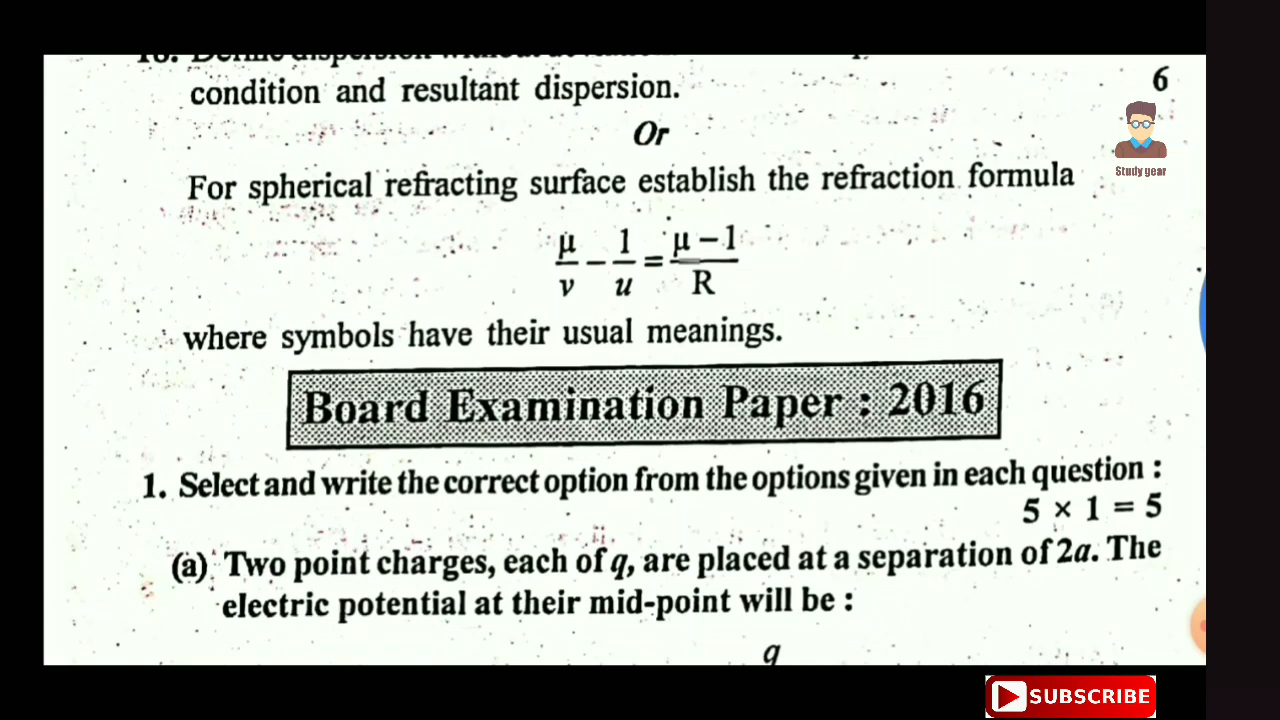 condition and resultant dispersion.
6
Or
Study year
For spherical refracting surface establish the refraction formula
μ/v − 1/u = μ − 1/R
where symbols have their usual meanings.
Board Examination Paper : 2016
1. Select and write the correct option from the options given in each question :
5 × 1 = 5
(a) Two point charges, each of q, are placed at a separation of 2a. The
electric potential at their mid-point will be :
q
SUBSCRIBE